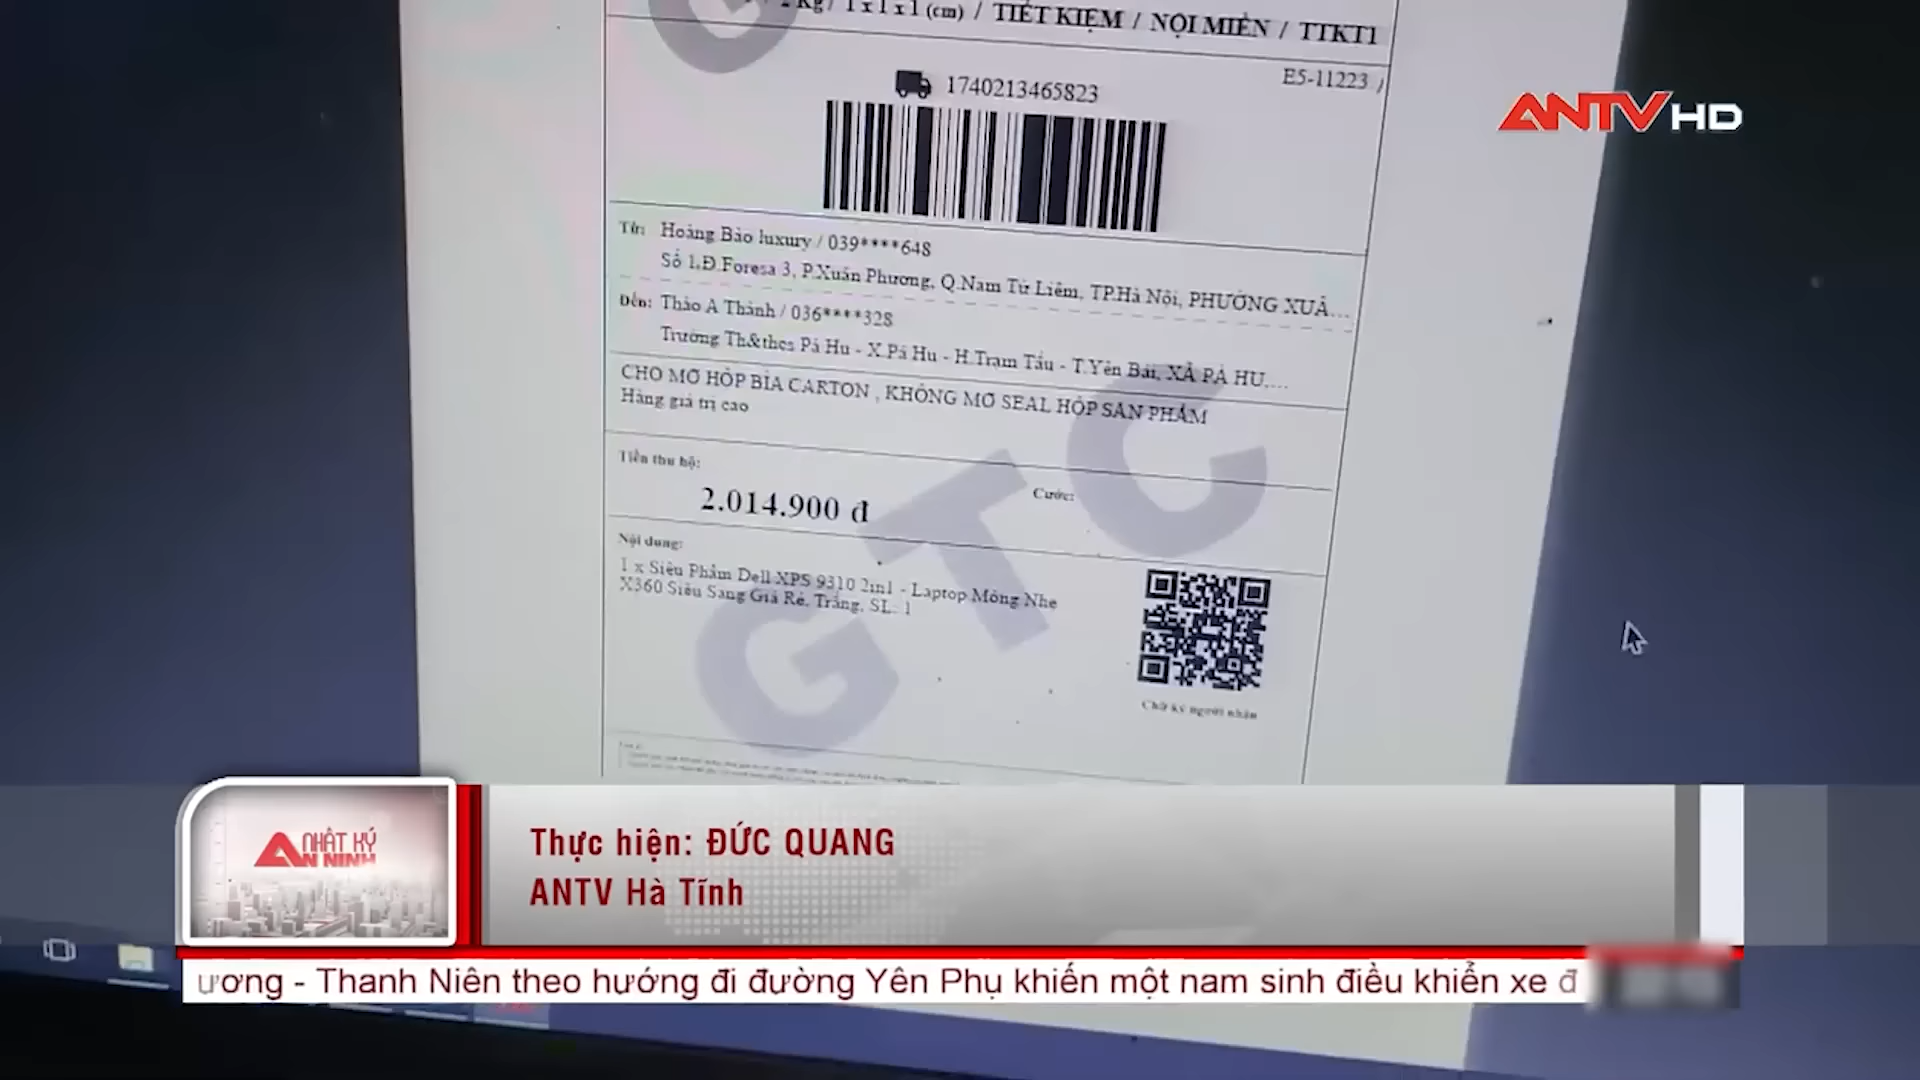 2 Kg / 1 x 1 x 1 (cm) / TIẾT KIỆM / NỘI MIỀN / TTKT1
E5-11223 /
1740213465823
ANTV HD
Từ: Hoàng Bảo luxury / 039****648
Số 1,Đ.Foresa 3, P.Xuân Phương, Q.Nam Từ Liêm, TP.Hà Nội, PHƯỜNG XUÂ...
Đến: Thào A Thành / 036****328
Trường Th&thcs Pá Hu - X.Pá Hu - H.Trạm Tấu - T.Yên Bái, XÃ PÁ HU,...
CHO MỞ HỘP BÌA CARTON , KHÔNG MỞ SEAL HỘP SẢN PHẨM
Hàng giá trị cao
Tiền thu hộ:
Cước:
2.014.900 đ
Nội dung:
1 x Siêu Phẩm Dell XPS 9310 2in1 - Laptop Mỏng Nhẹ
X360 Siêu Sang Giá Rẻ, Trắng, SL: 1
Chữ ký người nhận
GTC
NHẬT KÝ
AN NINH
Thực hiện: ĐỨC QUANG
ANTV Hà Tĩnh
ương - Thanh Niên theo hướng đi đường Yên Phụ khiến một nam sinh điều khiển xe đ